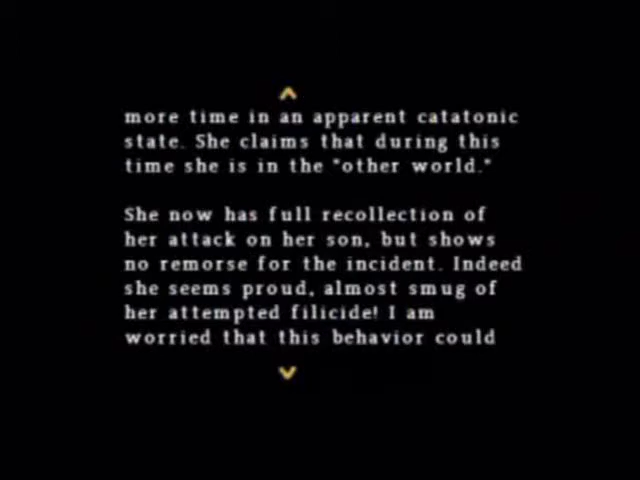 more time in an apparent catatonic
state. She claims that during this
time she is in the "other world."
She now has full recollection of
her attack on her son, but shows
no remorse for the incident. Indeed
she seems proud, almost smug of
her attempted filicide! I am
worried that this behavior could